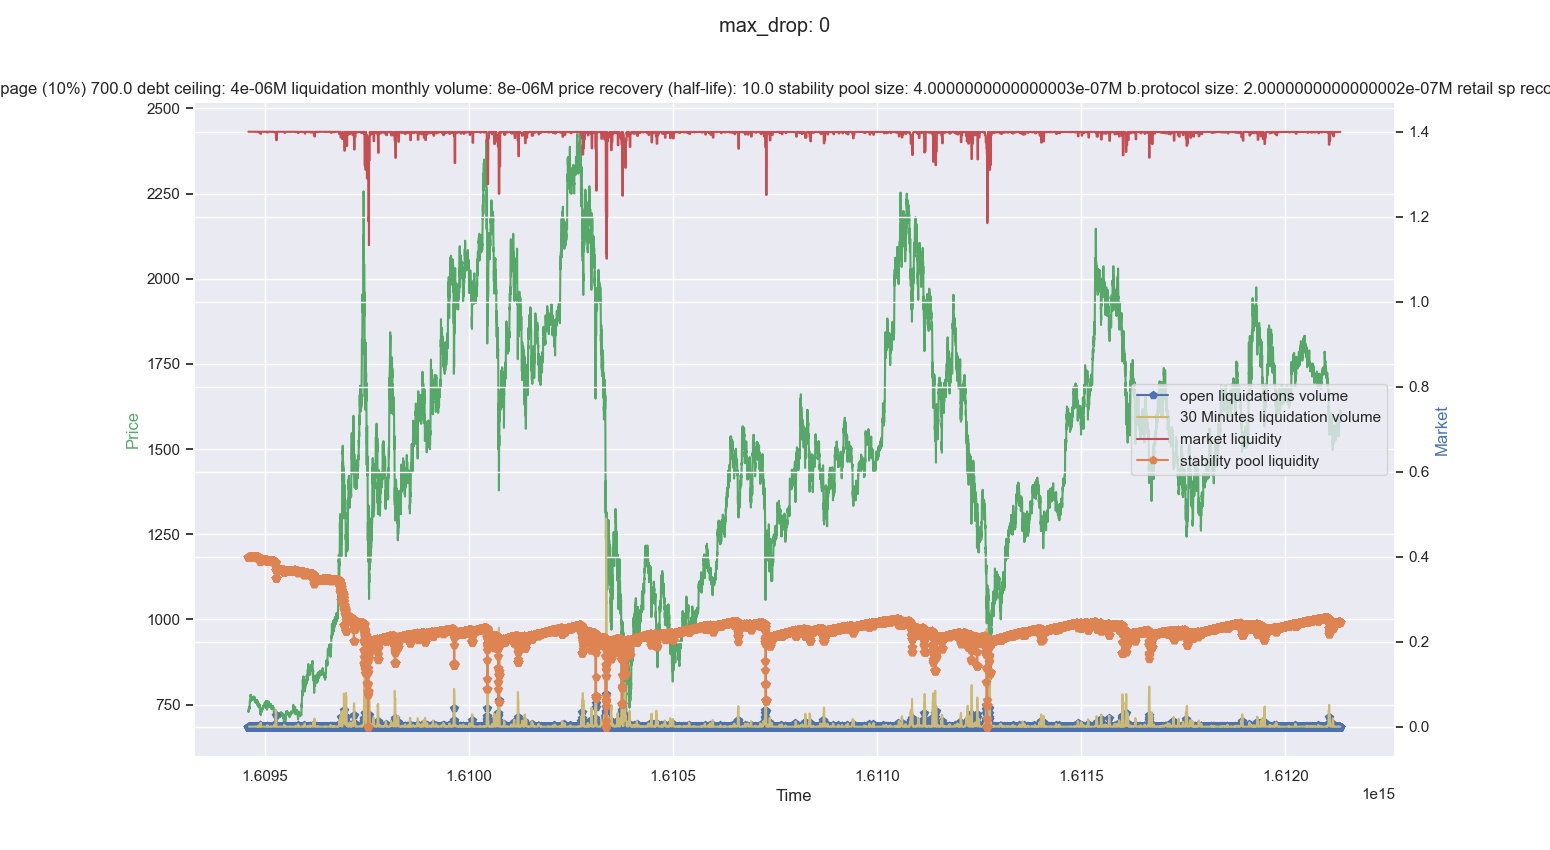 max_drop: 0
page (10%) 700.0 debt ceiling: 4e-06M liquidation monthly volume: 8e-06M price recovery (half-life): 10.0 stability pool size: 4.0000000000000003e-07M b.protocol size: 2.0000000000000002e-07M retail sp reco
2500
2250
2000
1750
1500
1250
1000
750
Price
1.4
1.2
1.0
0.8
0.6
0.4
0.2
0.0
Market
open liquidations volume
30 Minutes liquidation volume
market liquidity
stability pool liquidity
1.6095 1.6100 1.6105 1.6110 1.6115 1.6120
Time
1e15